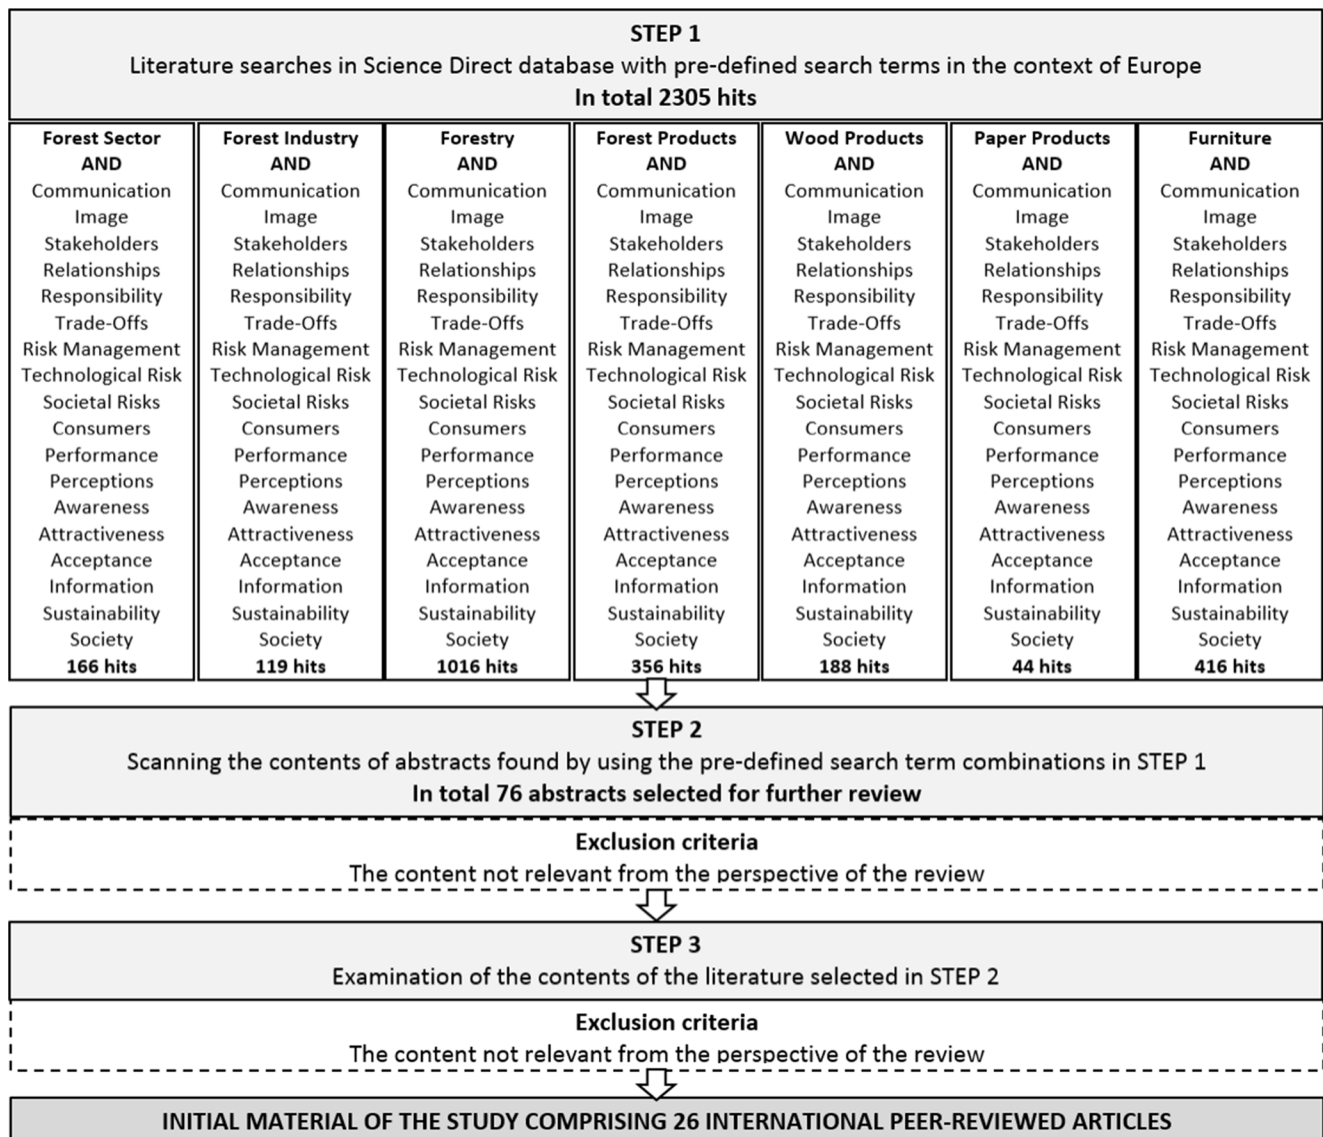 STEP 1
Literature searches in Science Direct database with pre-defined search terms in the context of Europe
In total 2305 hits
Forest Sector
AND
Communication
Image
Stakeholders
Relationships
Responsibility
Trade-Offs
Risk Management
Technological Risk
Societal Risks
Consumers
Performance
Perceptions
Awareness
Attractiveness
Acceptance
Information
Sustainability
Society
166 hits
Forest Industry
AND
Communication
Image
Stakeholders
Relationships
Responsibility
Trade-Offs
Risk Management
Technological Risk
Societal Risks
Consumers
Performance
Perceptions
Awareness
Attractiveness
Acceptance
Information
Sustainability
Society
119 hits
Forestry
AND
Communication
Image
Stakeholders
Relationships
Responsibility
Trade-Offs
Risk Management
Technological Risk
Societal Risks
Consumers
Performance
Perceptions
Awareness
Attractiveness
Acceptance
Information
Sustainability
Society
1016 hits
Forest Products
AND
Communication
Image
Stakeholders
Relationships
Responsibility
Trade-Offs
Risk Management
Technological Risk
Societal Risks
Consumers
Performance
Perceptions
Awareness
Attractiveness
Acceptance
Information
Sustainability
Society
356 hits
Wood Products
AND
Communication
Image
Stakeholders
Relationships
Responsibility
Trade-Offs
Risk Management
Technological Risk
Societal Risks
Consumers
Performance
Perceptions
Awareness
Attractiveness
Acceptance
Information
Sustainability
Society
188 hits
Paper Products
AND
Communication
Image
Stakeholders
Relationships
Responsibility
Trade-Offs
Risk Management
Technological Risk
Societal Risks
Consumers
Performance
Perceptions
Awareness
Attractiveness
Acceptance
Information
Sustainability
Society
44 hits
Furniture
AND
Communication
Image
Stakeholders
Relationships
Responsibility
Trade-Offs
Risk Management
Technological Risk
Societal Risks
Consumers
Performance
Perceptions
Awareness
Attractiveness
Acceptance
Information
Sustainability
Society
416 hits
STEP 2
Scanning the contents of abstracts found by using the pre-defined search term combinations in STEP 1
In total 76 abstracts selected for further review
Exclusion criteria
The content not relevant from the perspective of the review
STEP 3
Examination of the contents of the literature selected in STEP 2
Exclusion criteria
The content not relevant from the perspective of the review
INITIAL MATERIAL OF THE STUDY COMPRISING 26 INTERNATIONAL PEER-REVIEWED ARTICLES